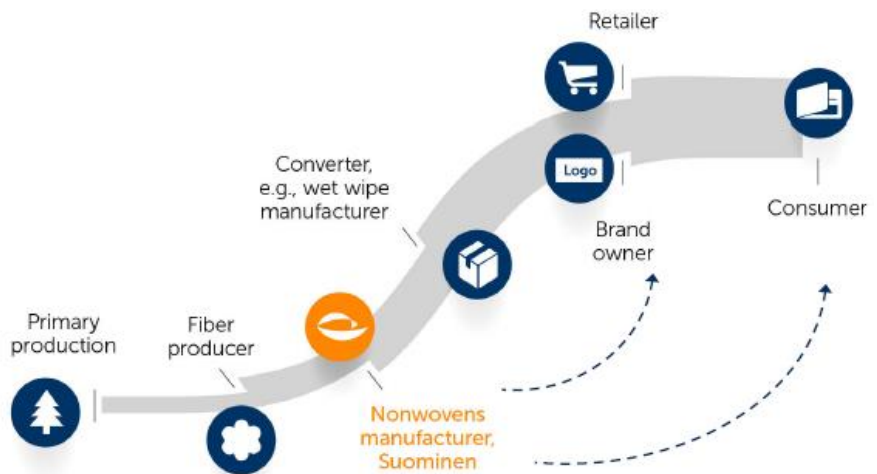 Retailer
Converter,
e.g., wet wipe
manufacturer
Logo
Consumer
Brand
owner
Primary
production
Fiber
producer
Nonwovens
manufacturer,
Suominen